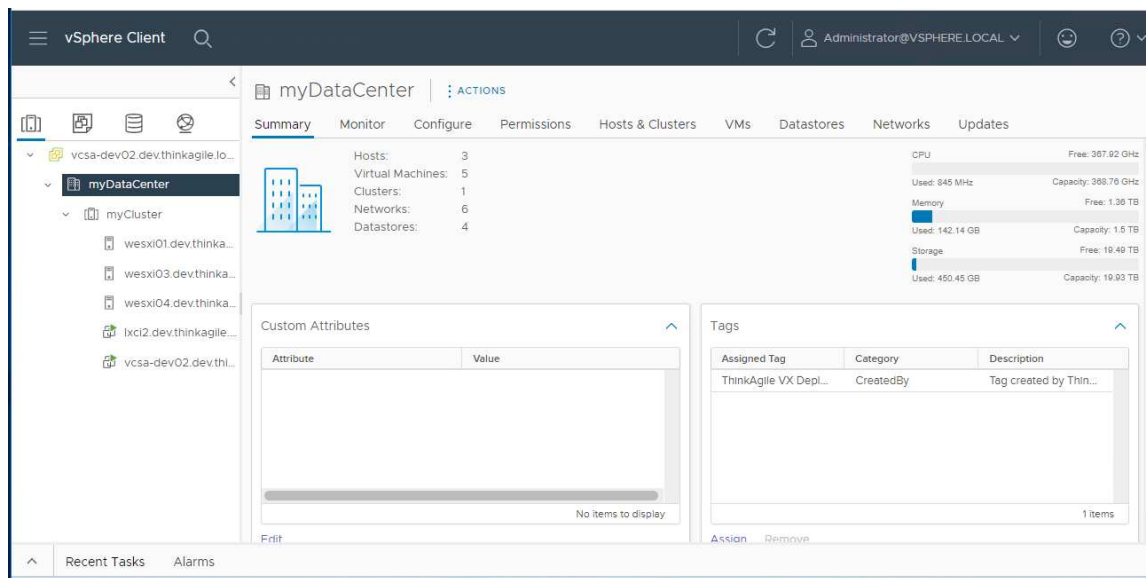 vSphere Client
Administrator@VSPHERE.LOCAL
myDataCenter
ACTIONS
Summary Monitor Configure Permissions Hosts & Clusters VMs Datastores Networks Updates
vcsa-dev02.dev.thinkagile.lo...
myDataCenter
myCluster
wesxi01.dev.thinka...
wesxi03.dev.thinka...
wesxi04.dev.thinka...
lxci2.dev.thinkagile....
vcsa-dev02.dev.thi...
Hosts: 3
Virtual Machines: 5
Clusters: 1
Networks: 6
Datastores: 4
CPU Free: 367.92 GHz
Used: 845 MHz Capacity: 368.76 GHz
Memory Free: 1.36 TB
Used: 142.14 GB Capacity: 1.5 TB
Storage Free: 19.49 TB
Used: 450.45 GB Capacity: 19.93 TB
Custom Attributes
Attribute Value
No items to display
Edit
Tags
Assigned Tag Category Description
ThinkAgile VX Depl... CreatedBy Tag created by Thin...
1 items
Assign Remove
Recent Tasks Alarms